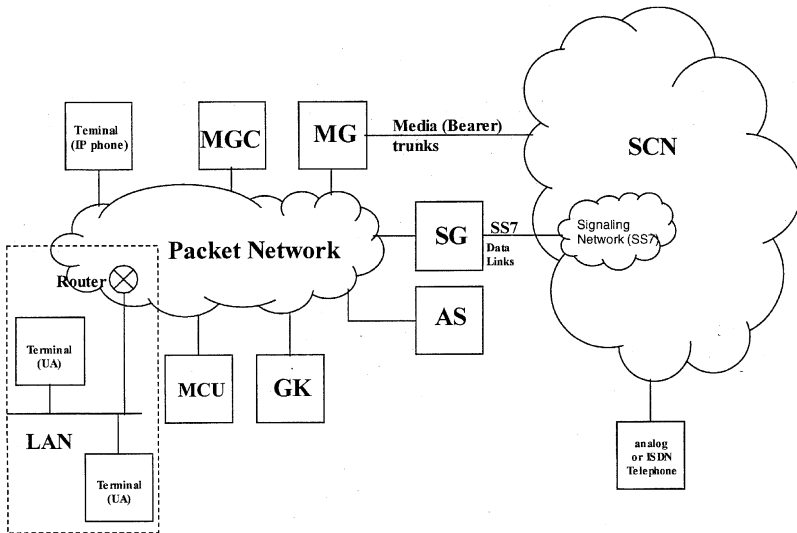 Teminal
(IP phone)
MGC
MG
Media (Bearer)
trunks
SCN
Packet Network
SG
SS7
Data
Links
Signaling
Network (SS7)
Router
AS
Terminal
(UA)
MCU
GK
LAN
Terminal
(UA)
analog
or ISDN
Telephone